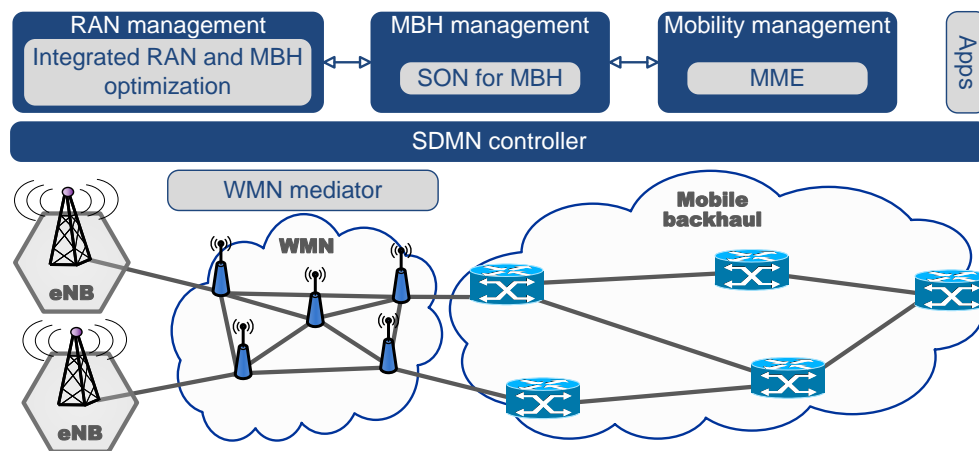 RAN management
Integrated RAN and MBH
optimization
MBH management
SON for MBH
Mobility management
MME
Apps
SDMN controller
WMN mediator
WMN
Mobile
backhaul
eNB
eNB